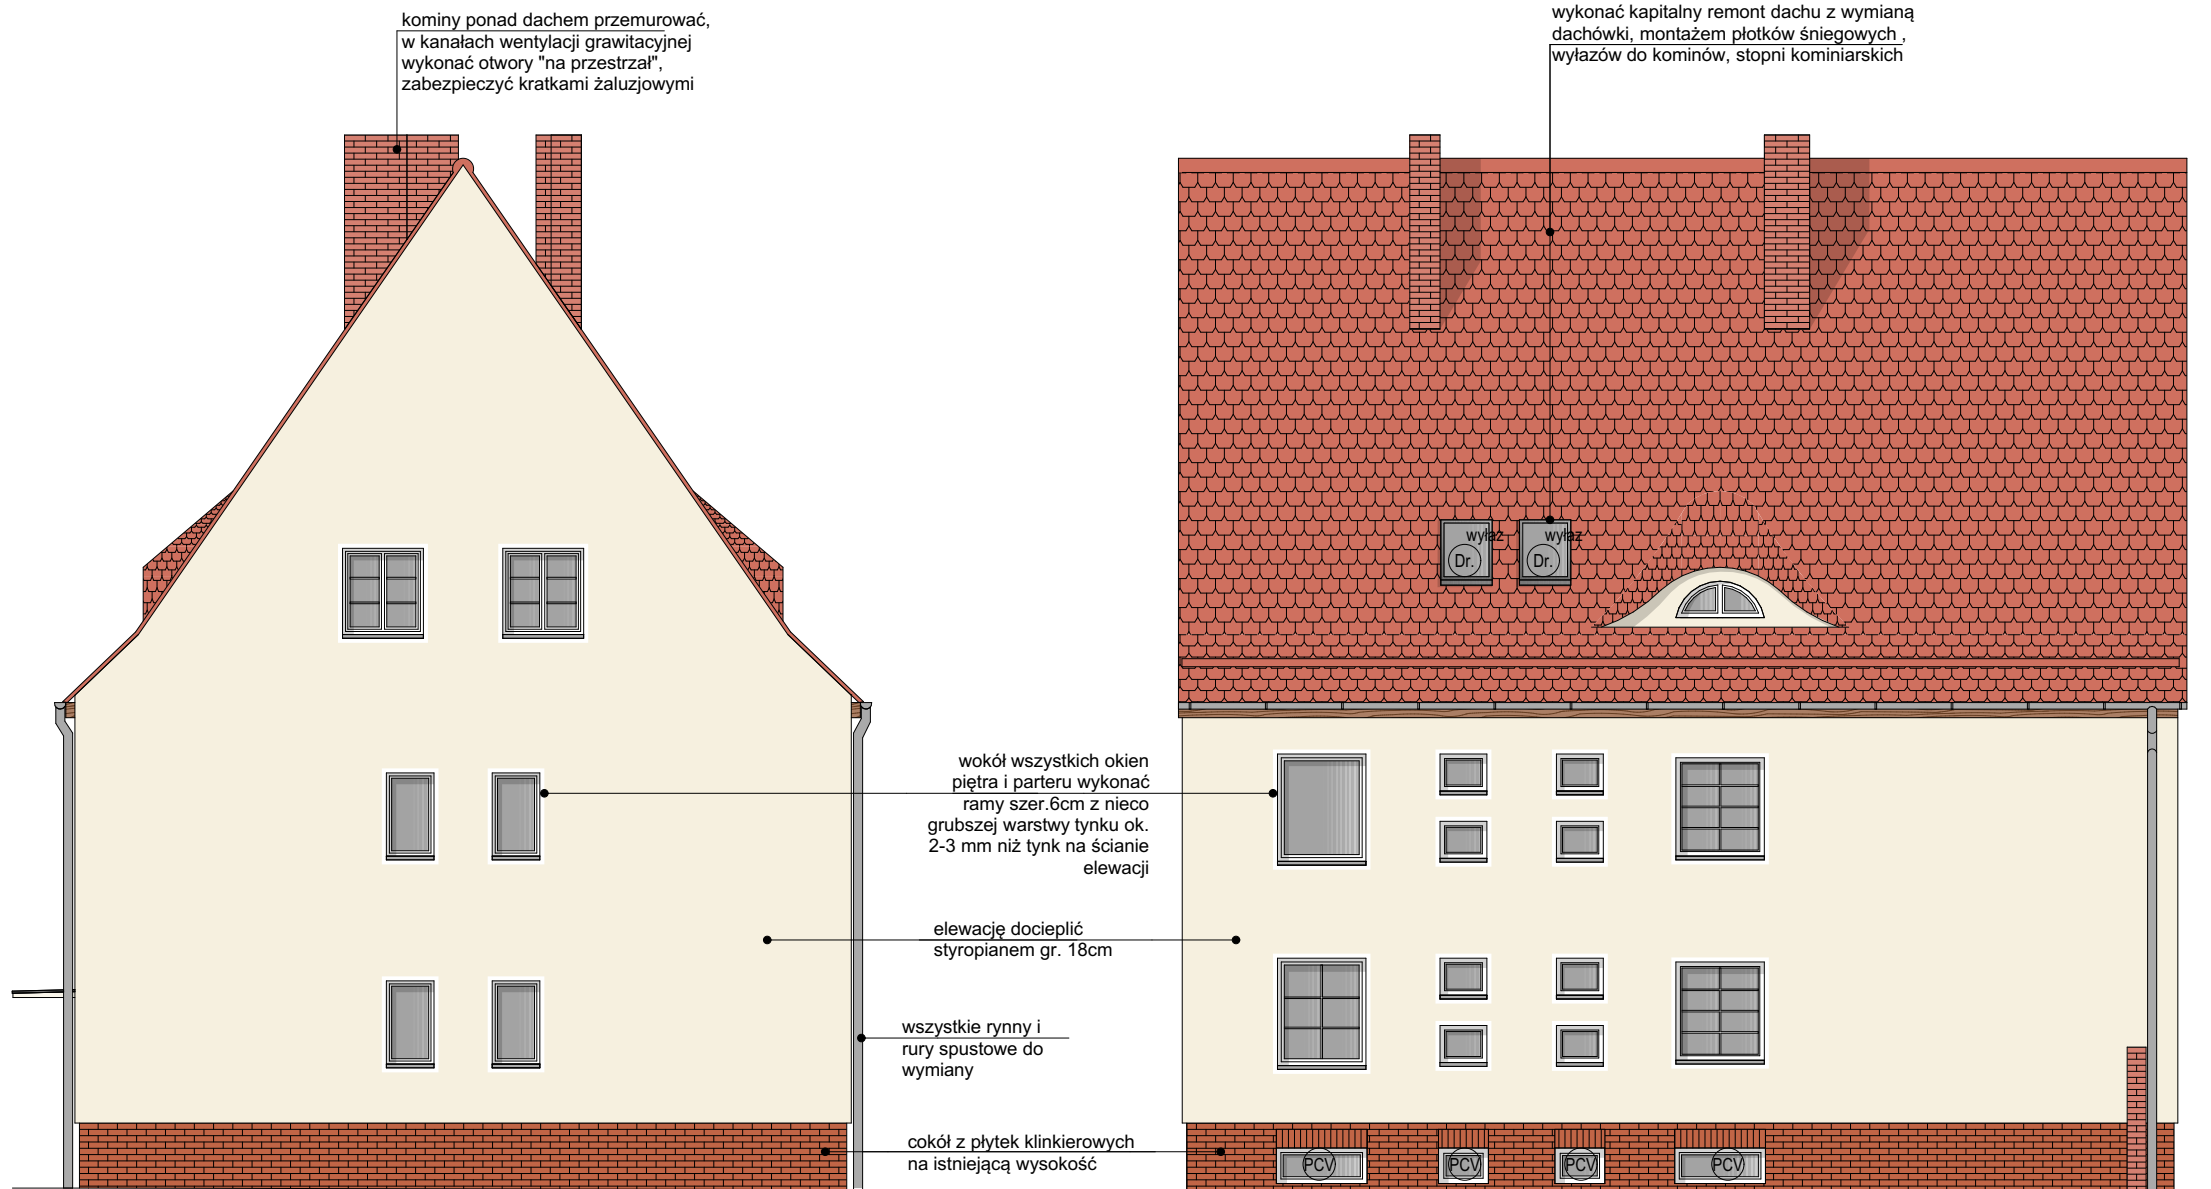 kominy ponad dachem przemurować,
w kanałach wentylacji grawitacyjnej
wykonać otwory "na przestrzał",
zabezpieczyć kratkami żaluzjowymi
wykonać kapitalny remont dachu z wymianą
dachówki, montażem płotków śniegowych ,
wyłazów do kominów, stopni kominiarskich
wyłaz
wyłaz
Dr.
Dr.
wokół wszystkich okien
piętra i parteru wykonać
ramy szer.6cm z nieco
grubszej warstwy tynku ok.
2-3 mm niż tynk na ścianie
elewacji
elewację docieplić
styropianem gr. 18cm
wszystkie rynny i
rury spustowe do
wymiany
cokół z płytek klinkierowych
na istniejącą wysokość
PCV
PCV
PCV
PCV